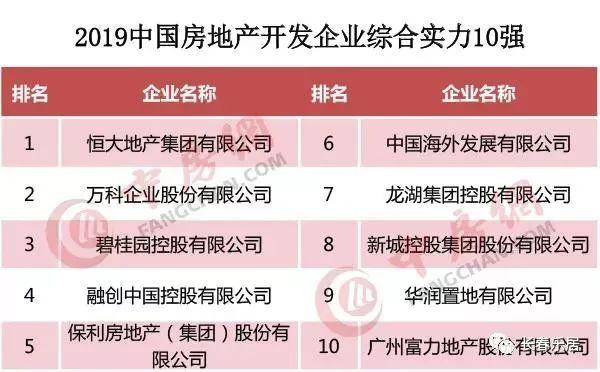 2019中国房地产开发企业综合实力10强
排名 企业名称 排名 企业名称
1 恒大地产集团有限公司 6 中国海外发展有限公司
2 万科企业股份有限公司 7 龙湖集团控股有限公司
3 碧桂园控股有限公司 8 新城控股集团股份有限公司
4 融创中国控股有限公司 9 华润置地有限公司
5 保利房地产（集团）股份有限公司 10 广州富力地产股份有限公司
中房網
FANGCHAN.COM
中房網
FANGCHAN.COM
长春乐居